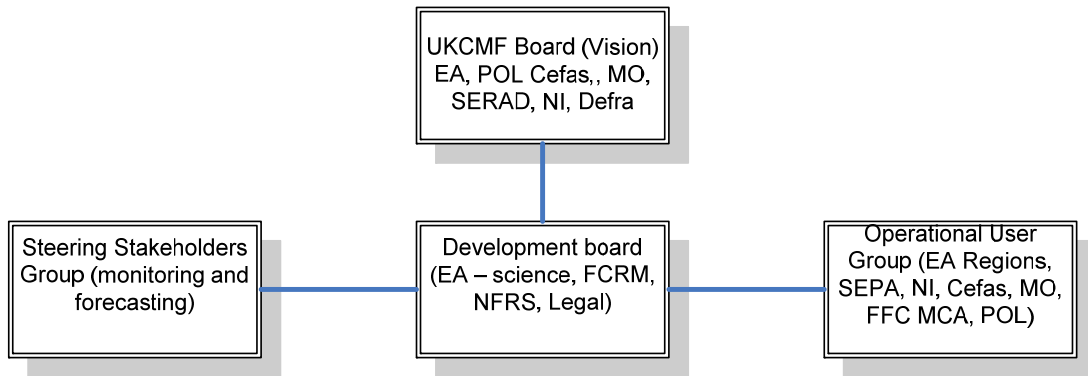 UKCMF Board (Vision)
EA, POL Cefas,, MO,
SERAD, NI, Defra
Steering Stakeholders
Group (monitoring and
forecasting)
Development board
(EA – science, FCRM,
NFRS, Legal)
Operational User
Group (EA Regions,
SEPA, NI, Cefas, MO,
FFC MCA, POL)